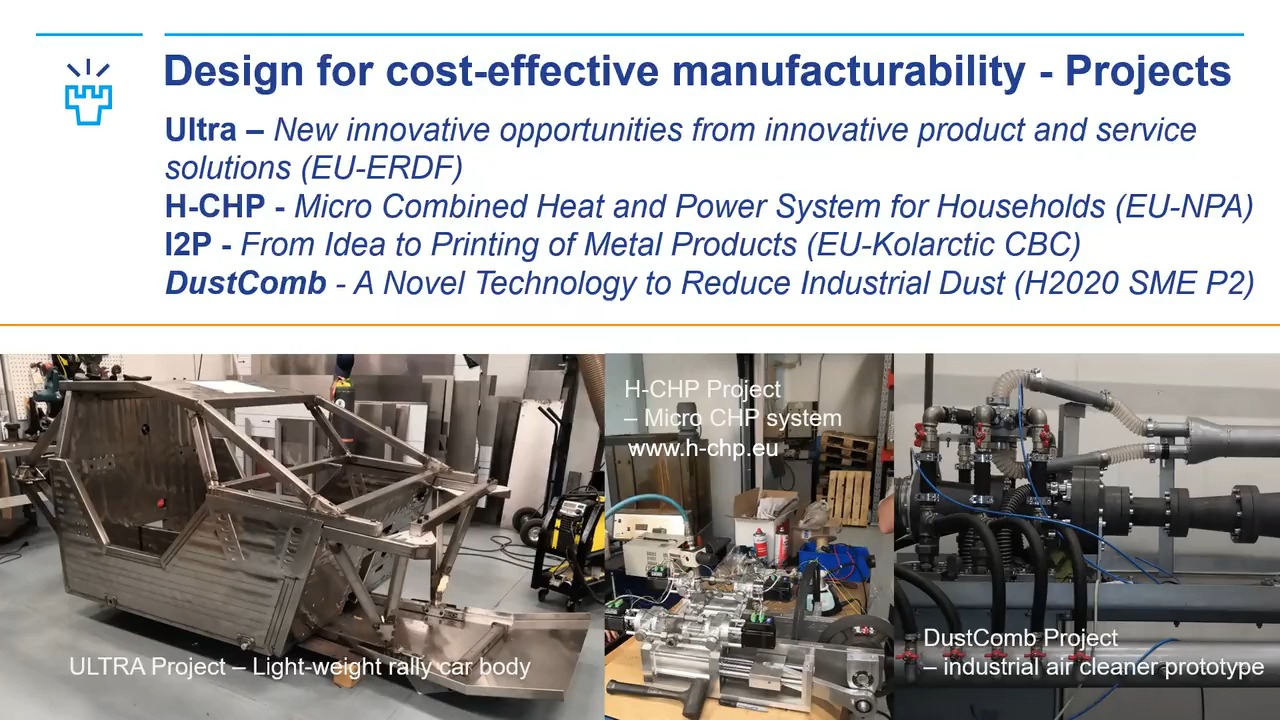 Design for cost-effective manufacturability - Projects
Ultra – New innovative opportunities from innovative product and service
solutions (EU-ERDF)
H-CHP - Micro Combined Heat and Power System for Households (EU-NPA)
I2P - From Idea to Printing of Metal Products (EU-Kolarctic CBC)
DustComb - A Novel Technology to Reduce Industrial Dust (H2020 SME P2)
ULTRA Project – Light-weight rally car body
H-CHP Project
– Micro CHP system
www.h-chp.eu
DustComb Project
– industrial air cleaner prototype